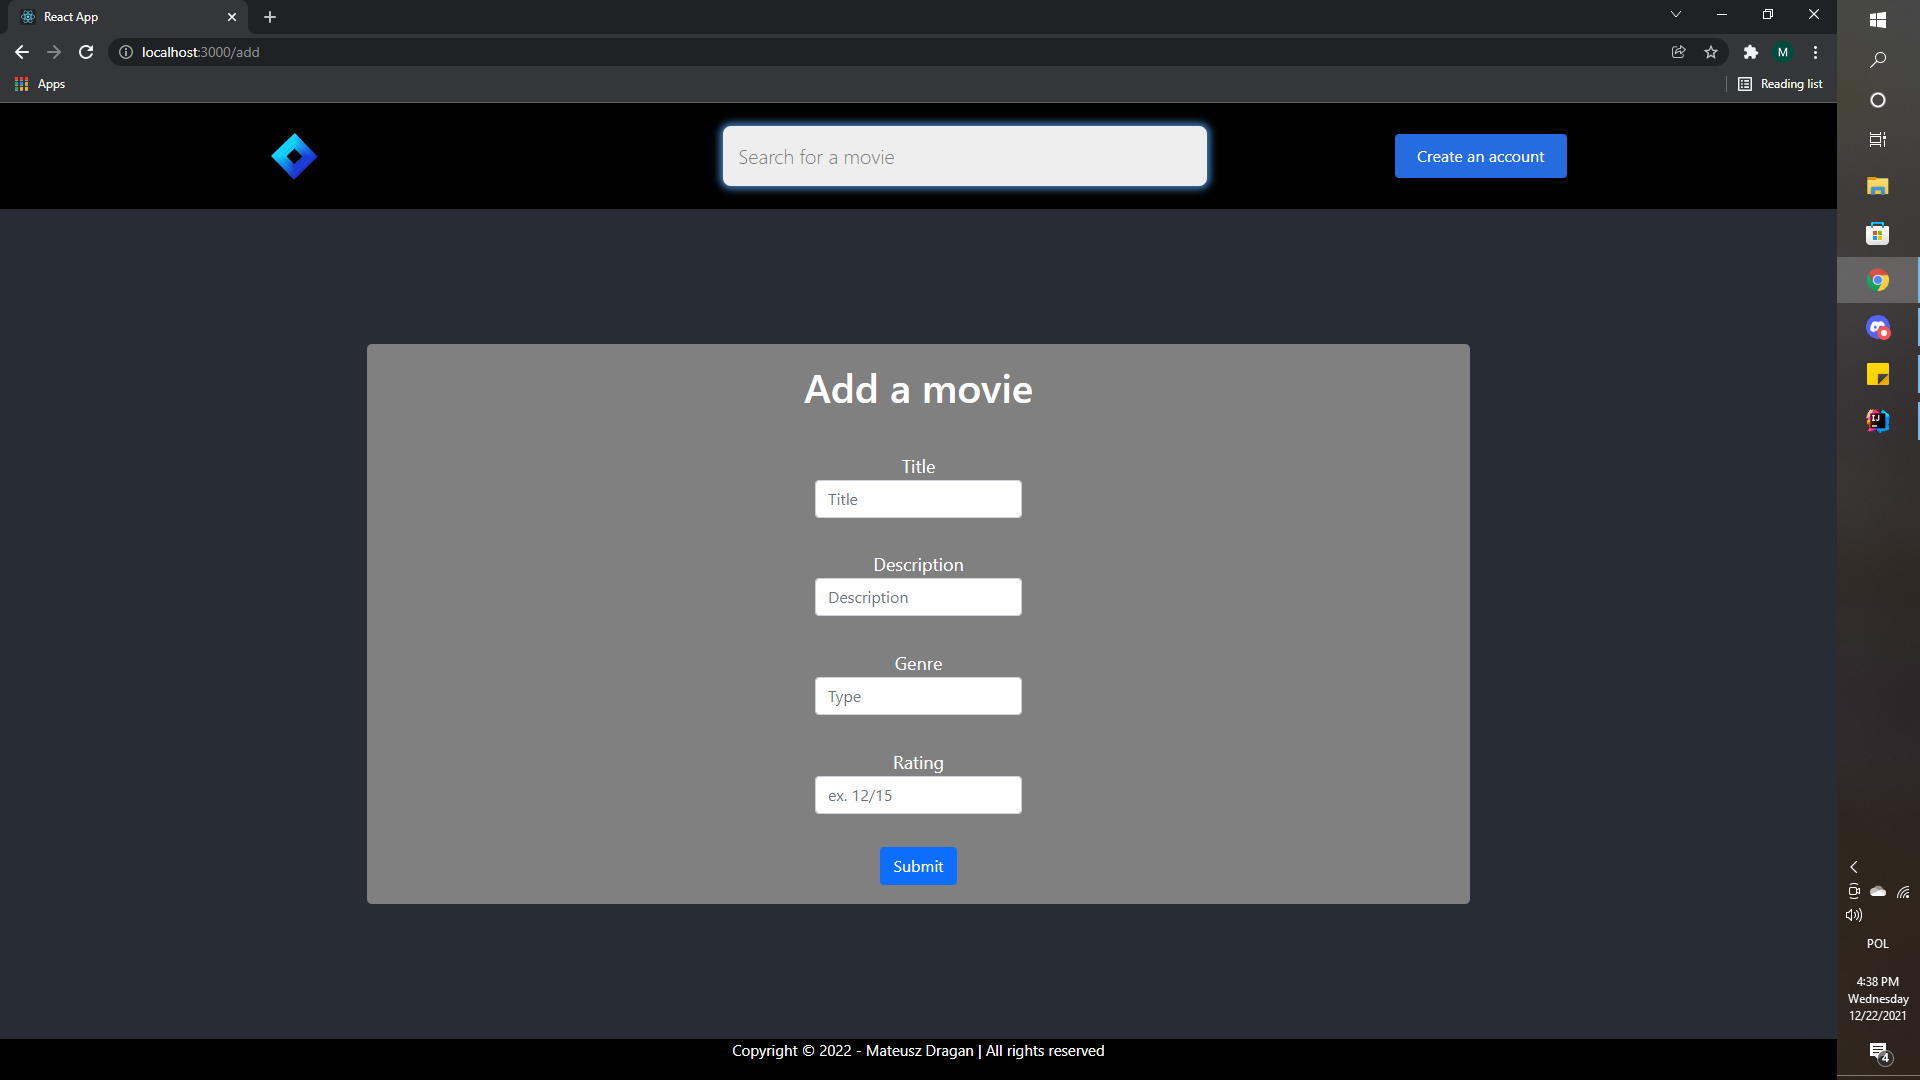 React App
localhost:3000/add
M
Apps
Reading list
Search for a movie
Create an account
Add a movie
Title
Title
Description
Description
Genre
Type
Rating
ex. 12/15
Submit
Copyright © 2022 - Mateusz Dragan | All rights reserved
IJ
POL
4:38 PM
Wednesday
12/22/2021
4